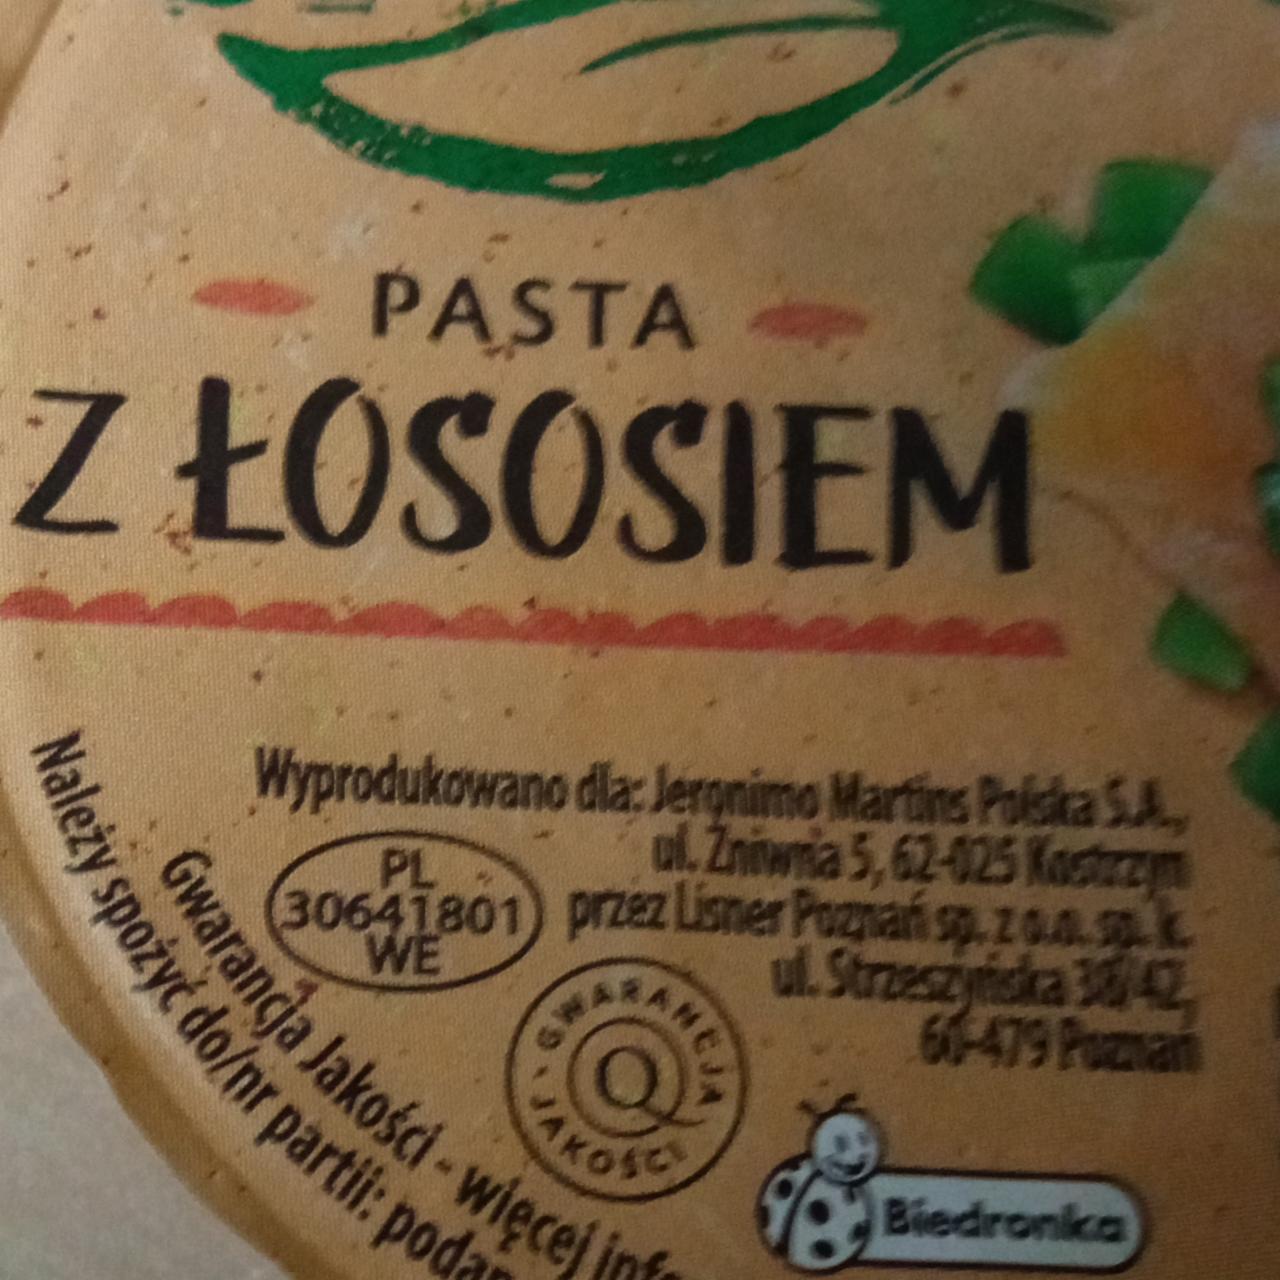 PASTA
Z ŁOSOSIEM
Wyprodukowano dla: Jeronimo Martins Polska S.A.,
ul. Żniwna 5, 62-025 Kostrzyn
przez Lisner Poznań sp. z o.o. sp. k.
ul. Strzeszyńska 38/42,
60-479 Poznań
PL
30641801
WE
GWARANCJA JAKOŚCI
Q
Gwarancja Jakości - więcej
Należy spożyć do/nr partii:
Biedronka